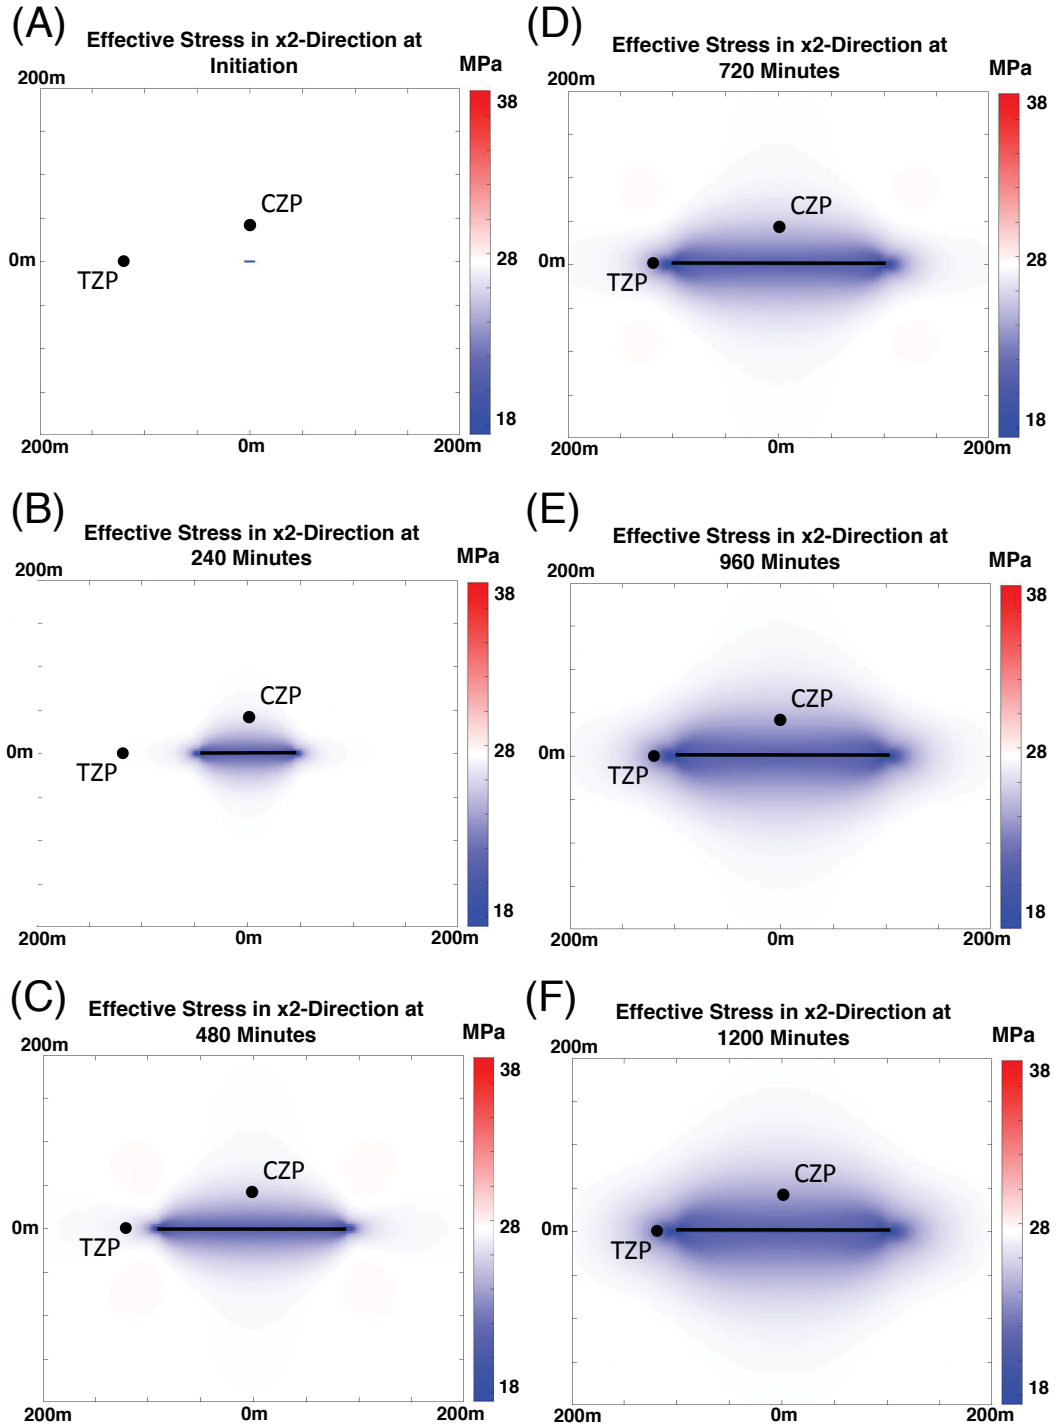 (A)
Effective Stress in x2-Direction at
Initiation
MPa
200m
38
CZP
0m
TZP
28
18
200m
0m
200m
(B)
Effective Stress in x2-Direction at
240 Minutes
MPa
200m
38
CZP
0m
TZP
28
18
200m
0m
200m
(C)
Effective Stress in x2-Direction at
480 Minutes
MPa
200m
38
CZP
0m
TZP
28
18
200m
0m
200m
(D)
Effective Stress in x2-Direction at
720 Minutes
MPa
200m
38
CZP
0m
TZP
28
18
200m
0m
200m
(E)
Effective Stress in x2-Direction at
960 Minutes
MPa
200m
38
CZP
0m
TZP
28
18
200m
0m
200m
(F)
Effective Stress in x2-Direction at
1200 Minutes
MPa
200m
38
CZP
0m
TZP
28
18
200m
0m
200m